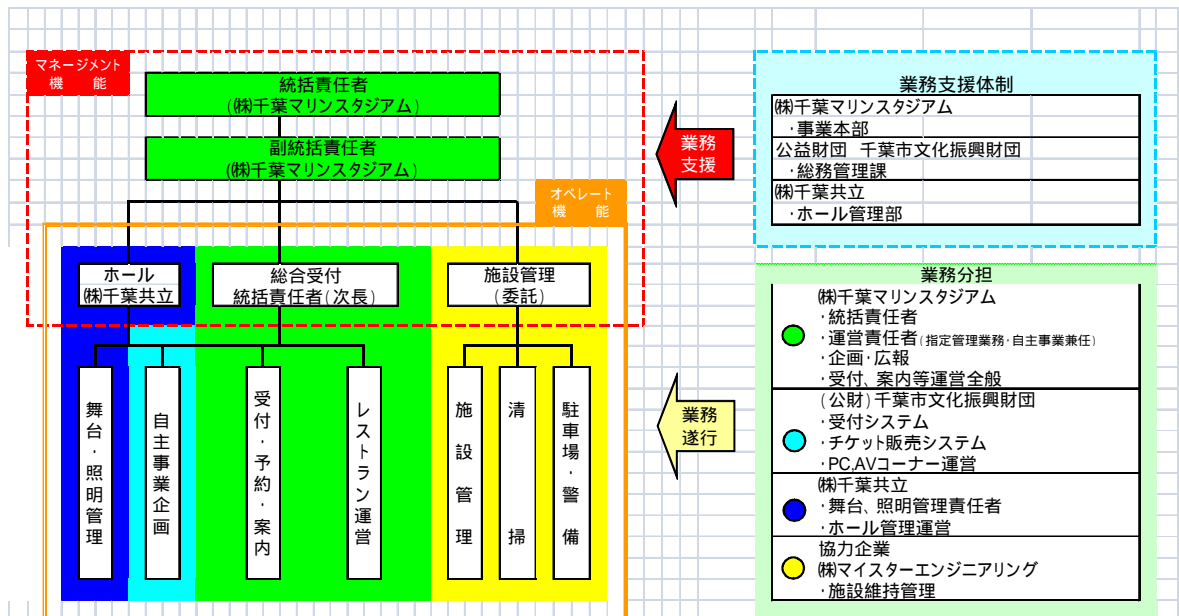 マネージメント
機 能
統括責任者
(㈱千葉マリンスタジアム)
副統括責任者
(㈱千葉マリンスタジアム)
オペレート
機 能
ホール
㈱千葉共立
総合受付
統括責任者(次長)
施設管理
(委託)
舞台・照明管理
自主事業企画
受付・予約・案内
レストラン運営
施設管理
清掃
駐車場・警備
業務
支援
業務
遂行
業務支援体制
㈱千葉マリンスタジアム
・事業本部
公益財団 千葉市文化振興財団
・総務管理課
㈱千葉共立
・ホール管理部
業務分担
㈱千葉マリンスタジアム
・統括責任者
・運営責任者(指定管理業務・自主事業兼任)
・企画・広報
・受付、案内等運営全般
(公財)千葉市文化振興財団
・受付システム
・チケット販売システム
・PC,AVコーナー運営
㈱千葉共立
・舞台、照明管理責任者
・ホール管理運営
協力企業
㈱マイスターエンジニアリング
・施設維持管理